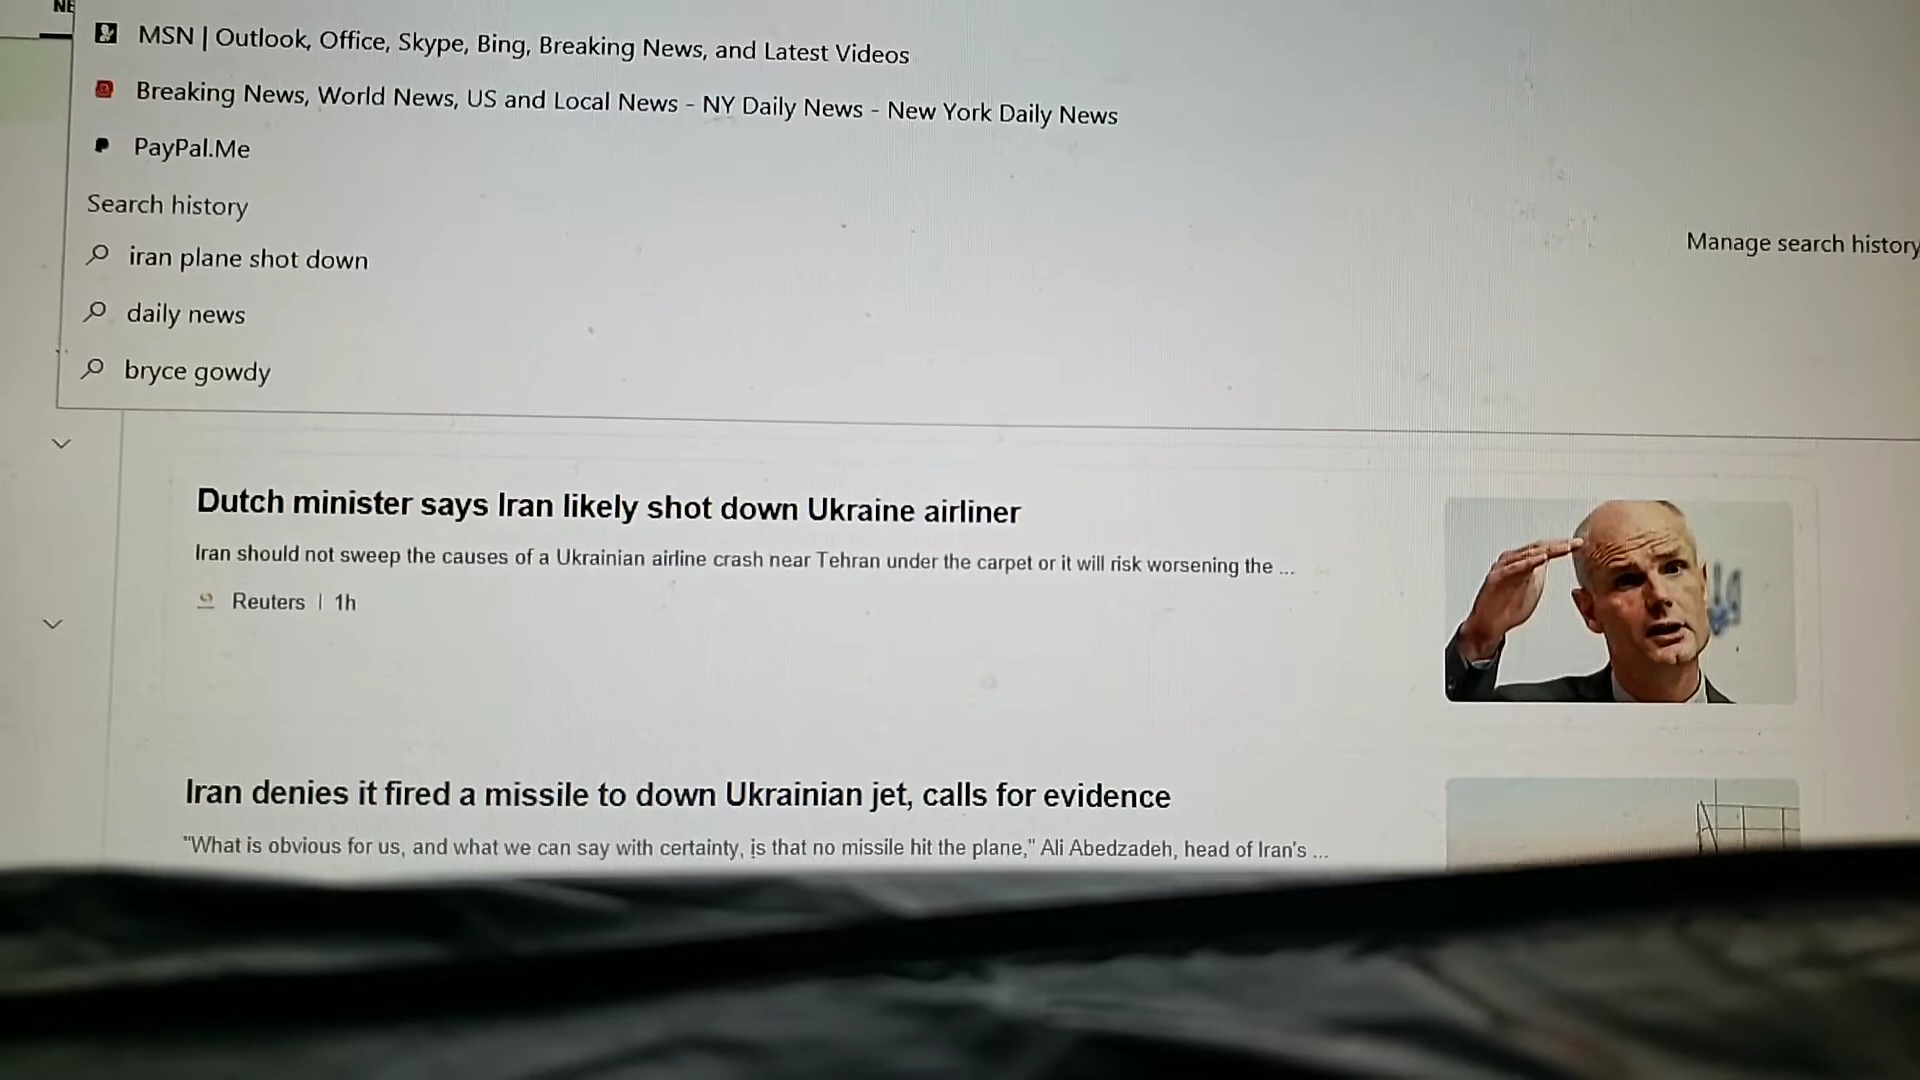 NE
MSN | Outlook, Office, Skype, Bing, Breaking News, and Latest Videos
Breaking News, World News, US and Local News - NY Daily News - New York Daily News
PayPal.Me
Search history
Manage search history
iran plane shot down
daily news
bryce gowdy
Dutch minister says Iran likely shot down Ukraine airliner
Iran should not sweep the causes of a Ukrainian airline crash near Tehran under the carpet or it will risk worsening the ...
Reuters | 1h
Iran denies it fired a missile to down Ukrainian jet, calls for evidence
"What is obvious for us, and what we can say with certainty, is that no missile hit the plane," Ali Abedzadeh, head of Iran's ...